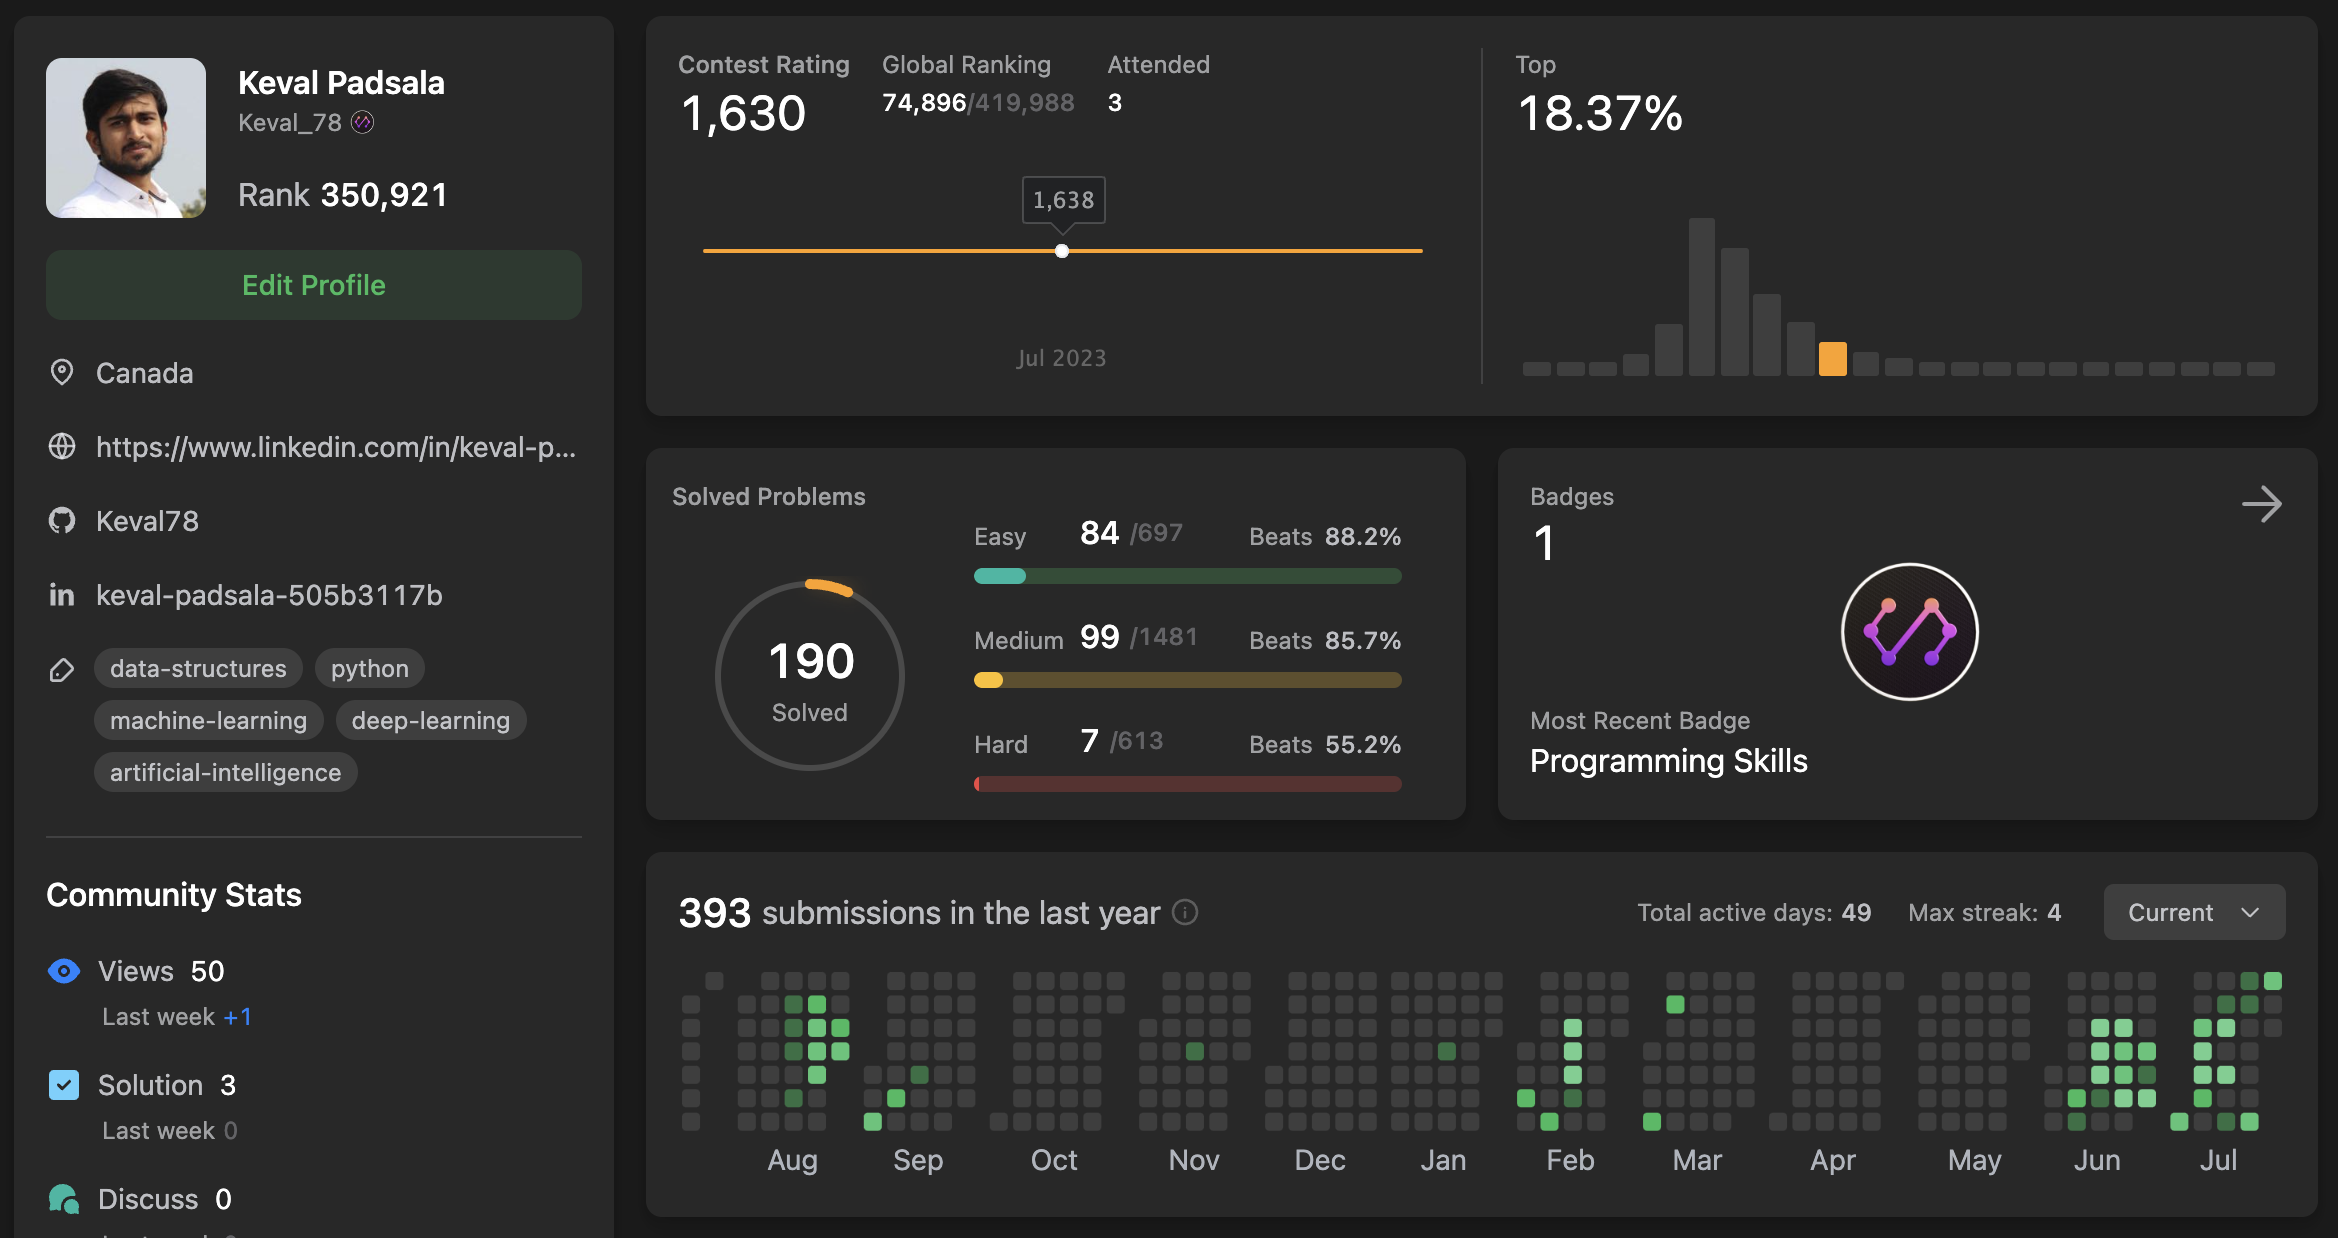 Keval Padsala
Keval_78
Rank 350,921
Edit Profile
Canada
https://www.linkedin.com/in/keval-p...
Keval78
in keval-padsala-505b3117b
data-structures python
machine-learning deep-learning
artificial-intelligence
Community Stats
Views 50
Last week +1
Solution 3
Last week 0
Discuss 0
Contest Rating
1,630
Global Ranking
74,896/419,988
Attended
3
1,638
Jul 2023
Top
18.37%
Solved Problems
190
Solved
Easy 84 /697 Beats 88.2%
Medium 99 /1481 Beats 85.7%
Hard 7 /613 Beats 55.2%
Badges
1
Most Recent Badge
Programming Skills
393 submissions in the last year
Total active days: 49 Max streak: 4 Current
Aug Sep Oct Nov Dec Jan Feb Mar Apr May Jun Jul